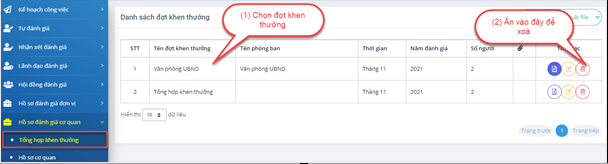 Kế hoạch công việc
Tự đánh giá
Nhận xét đánh giá
Lãnh đạo đánh giá
Hội đồng đánh giá
Hồ sơ đánh giá đơn vị
Hồ sơ đánh giá cơ quan
Tổng hợp khen thưởng
Hồ sơ cơ quan
Danh sách đợt khen thưởng
(1) Chọn đợt khen
thưởng
(2) Ấn vào đây để
xoá
file
STT Tên đợt khen thưởng Tên phòng ban Thời gian Năm đánh giá Số người
1 Văn phòng UBND Văn phòng UBND Tháng 11 2021 2
2 Tổng hợp khen thưởng Tháng 11 2021 2
Hiển thị 10 dữ liệu
Trang trước 1 Trang tiếp